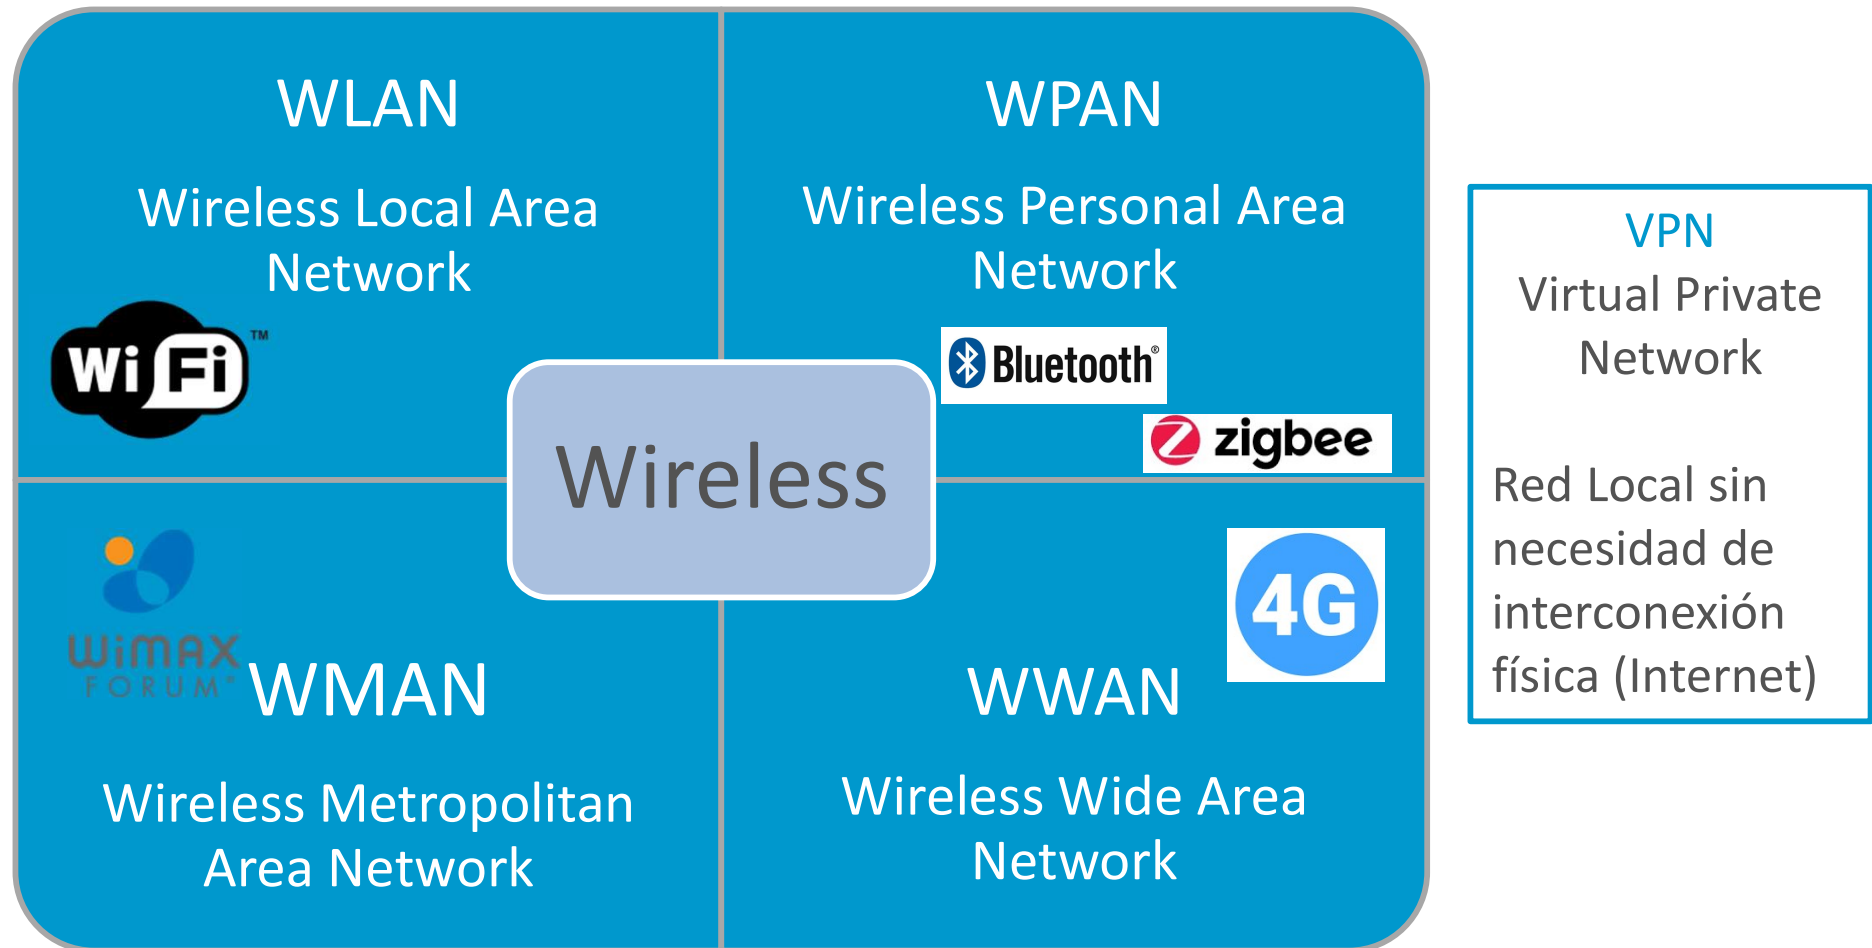 WLAN
Wireless Local Area
Network
WiFi™
WPAN
Wireless Personal Area
Network
Bluetooth®
zigbee
Wireless
WiMAX
FORUM®
WMAN
Wireless Metropolitan
Area Network
4G
WWAN
Wireless Wide Area
Network
VPN
Virtual Private
Network
Red Local sin
necesidad de
interconexión
física (Internet)